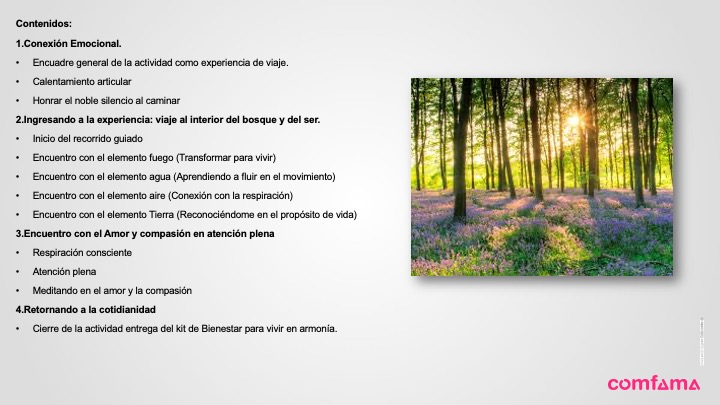 Contenidos:
1.Conexión Emocional.
• Encuadre general de la actividad como experiencia de viaje.
• Calentamiento articular
• Honrar el noble silencio al caminar
2.Ingresando a la experiencia: viaje al interior del bosque y del ser.
• Inicio del recorrido guiado
• Encuentro con el elemento fuego (Transformar para vivir)
• Encuentro con el elemento agua (Aprendiendo a fluir en el movimiento)
• Encuentro con el elemento aire (Conexión con la respiración)
• Encuentro con el elemento Tierra (Reconociéndome en el propósito de vida)
3.Encuentro con el Amor y compasión en atención plena
• Respiración consciente
• Atención plena
• Meditando en el amor y la compasión
4.Retornando a la cotidianidad
• Cierre de la actividad entrega del kit de Bienestar para vivir en armonía.
comfama